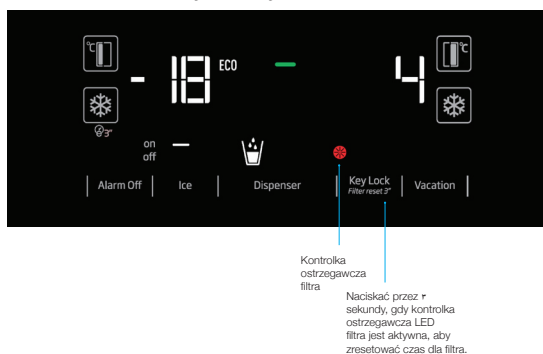 °C
°C
-18
ECO
4
3"
on
off
Alarm Off
Ice
Dispenser
Key Lock
Filter reset 3"
Vacation
Kontrolka
ostrzegawcza
filtra
Naciskać przez ۳
sekundy, gdy kontrolka
ostrzegawcza LED
filtra jest aktywna, aby
zresetować czas dla filtra.